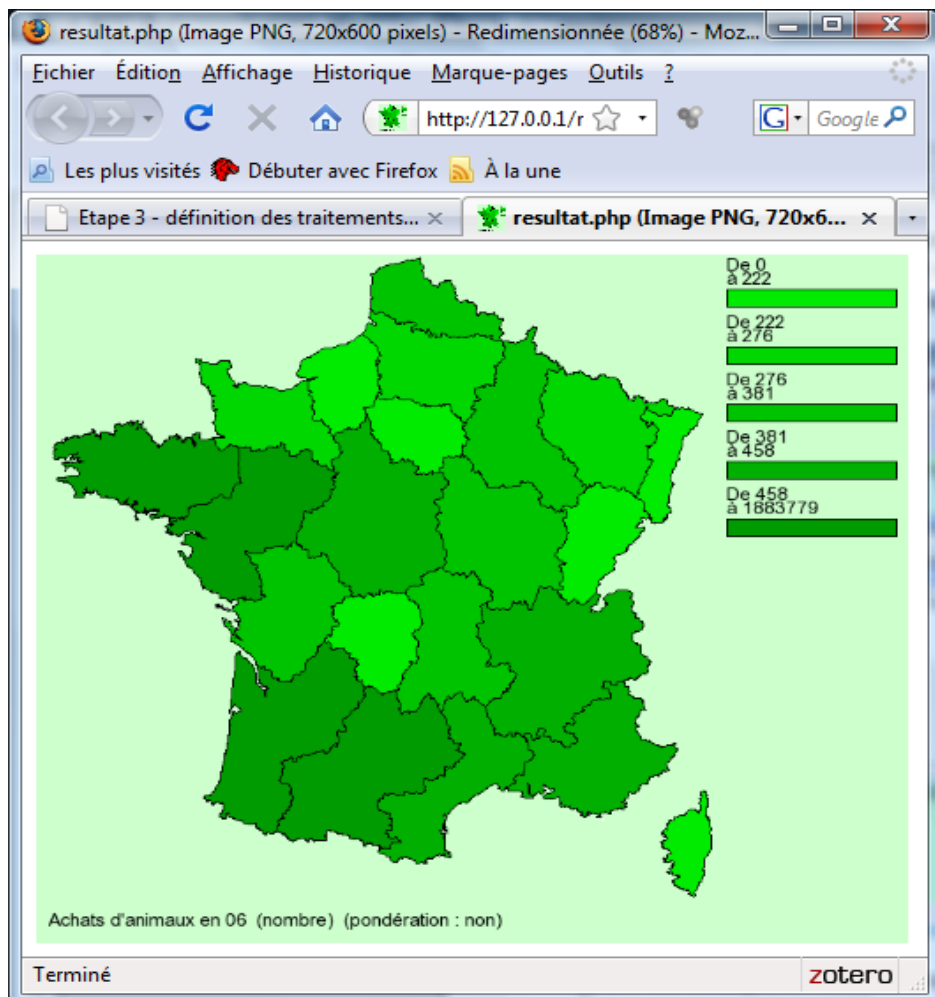 resultat.php (Image PNG, 720x600 pixels) - Redimensionnée (68%) - Moz...
Fichier Édition Affichage Historique Marque-pages Outils ?
http://127.0.0.1/r
G
Google
Les plus visités Débuter avec Firefox À la une
Etape 3 - définition des traitements... resultat.php (Image PNG, 720x6...
De 0
à 222
De 222
à 276
De 276
à 381
De 381
à 458
De 458
à 1883779
Achats d'animaux en 06 (nombre) (pondération : non)
Terminé
zotero